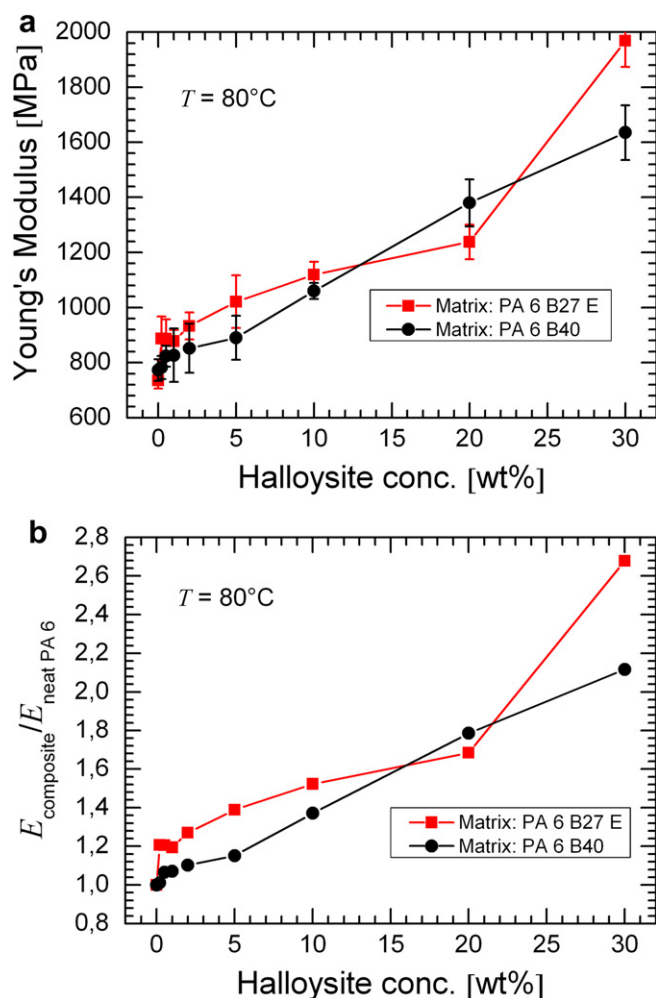 a
2000
1800
1600
1400
1200
1000
800
600
Young's Modulus [MPa]
T = 80°C
Matrix: PA 6 B27 E
Matrix: PA 6 B40
0 5 10 15 20 25 30
Halloysite conc. [wt%]
b
2,8
2,6
2,4
2,2
2,0
1,8
1,6
1,4
1,2
1,0
0,8
E composite/E neat PA 6
T = 80°C
Matrix: PA 6 B27 E
Matrix: PA 6 B40
0 5 10 15 20 25 30
Halloysite conc. [wt%]